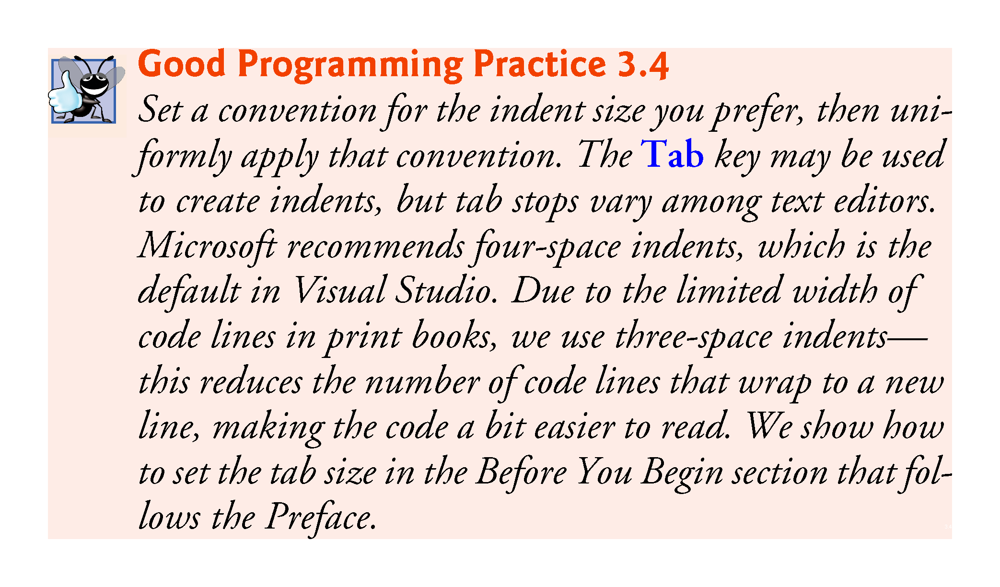 Good Programming Practice 3.4
Set a convention for the indent size you prefer, then uni-
formly apply that convention. The Tab key may be used
to create indents, but tab stops vary among text editors.
Microsoft recommends four-space indents, which is the
default in Visual Studio. Due to the limited width of
code lines in print books, we use three-space indents—
this reduces the number of code lines that wrap to a new
line, making the code a bit easier to read. We show how
to set the tab size in the Before You Begin section that fol-
lows the Preface.
3.4